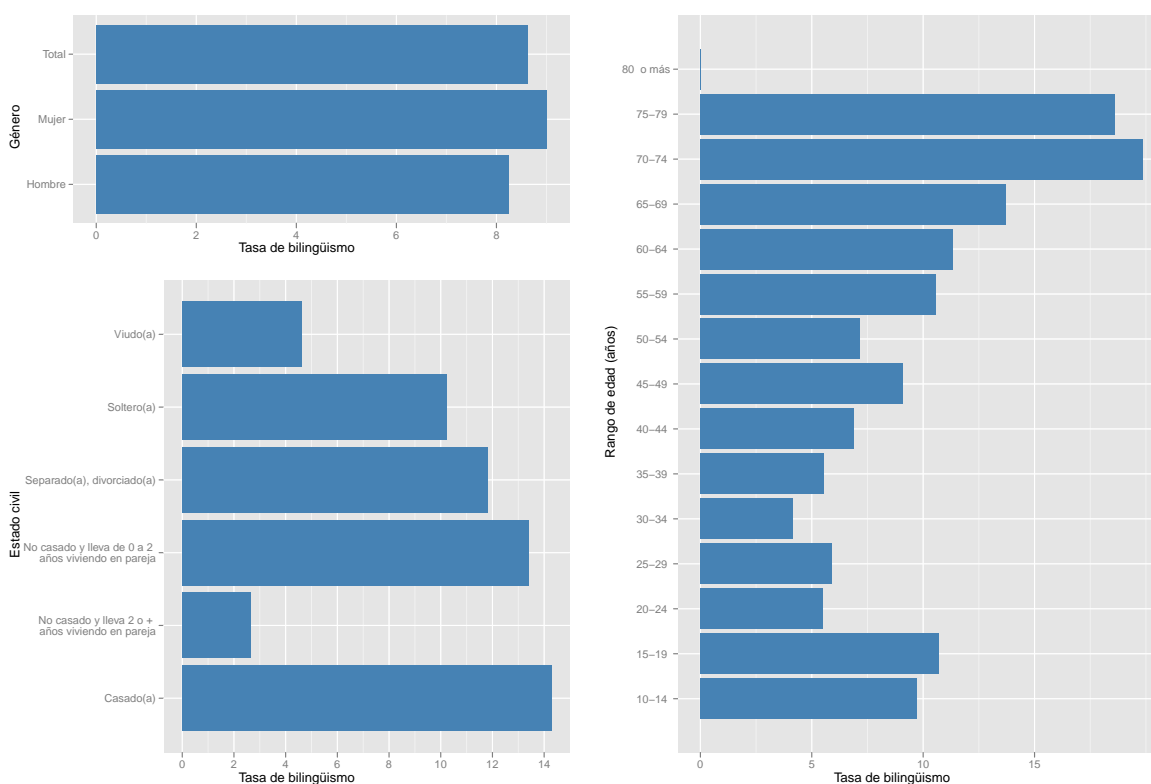 Género
Total
Mujer
Hombre
0 2 4 6 8
Tasa de bilingüismo
Estado civil
Viudo(a)
Soltero(a)
Separado(a), divorciado(a)
No casado y lleva de 0 a 2
años viviendo en pareja
No casado y lleva 2 o +
años viviendo en pareja
Casado(a)
0 2 4 6 8 10 12 14
Tasa de bilingüismo
Rango de edad (años)
80 o más
75−79
70−74
65−69
60−64
55−59
50−54
45−49
40−44
35−39
30−34
25−29
20−24
15−19
10−14
0 5 10 15
Tasa de bilingüismo